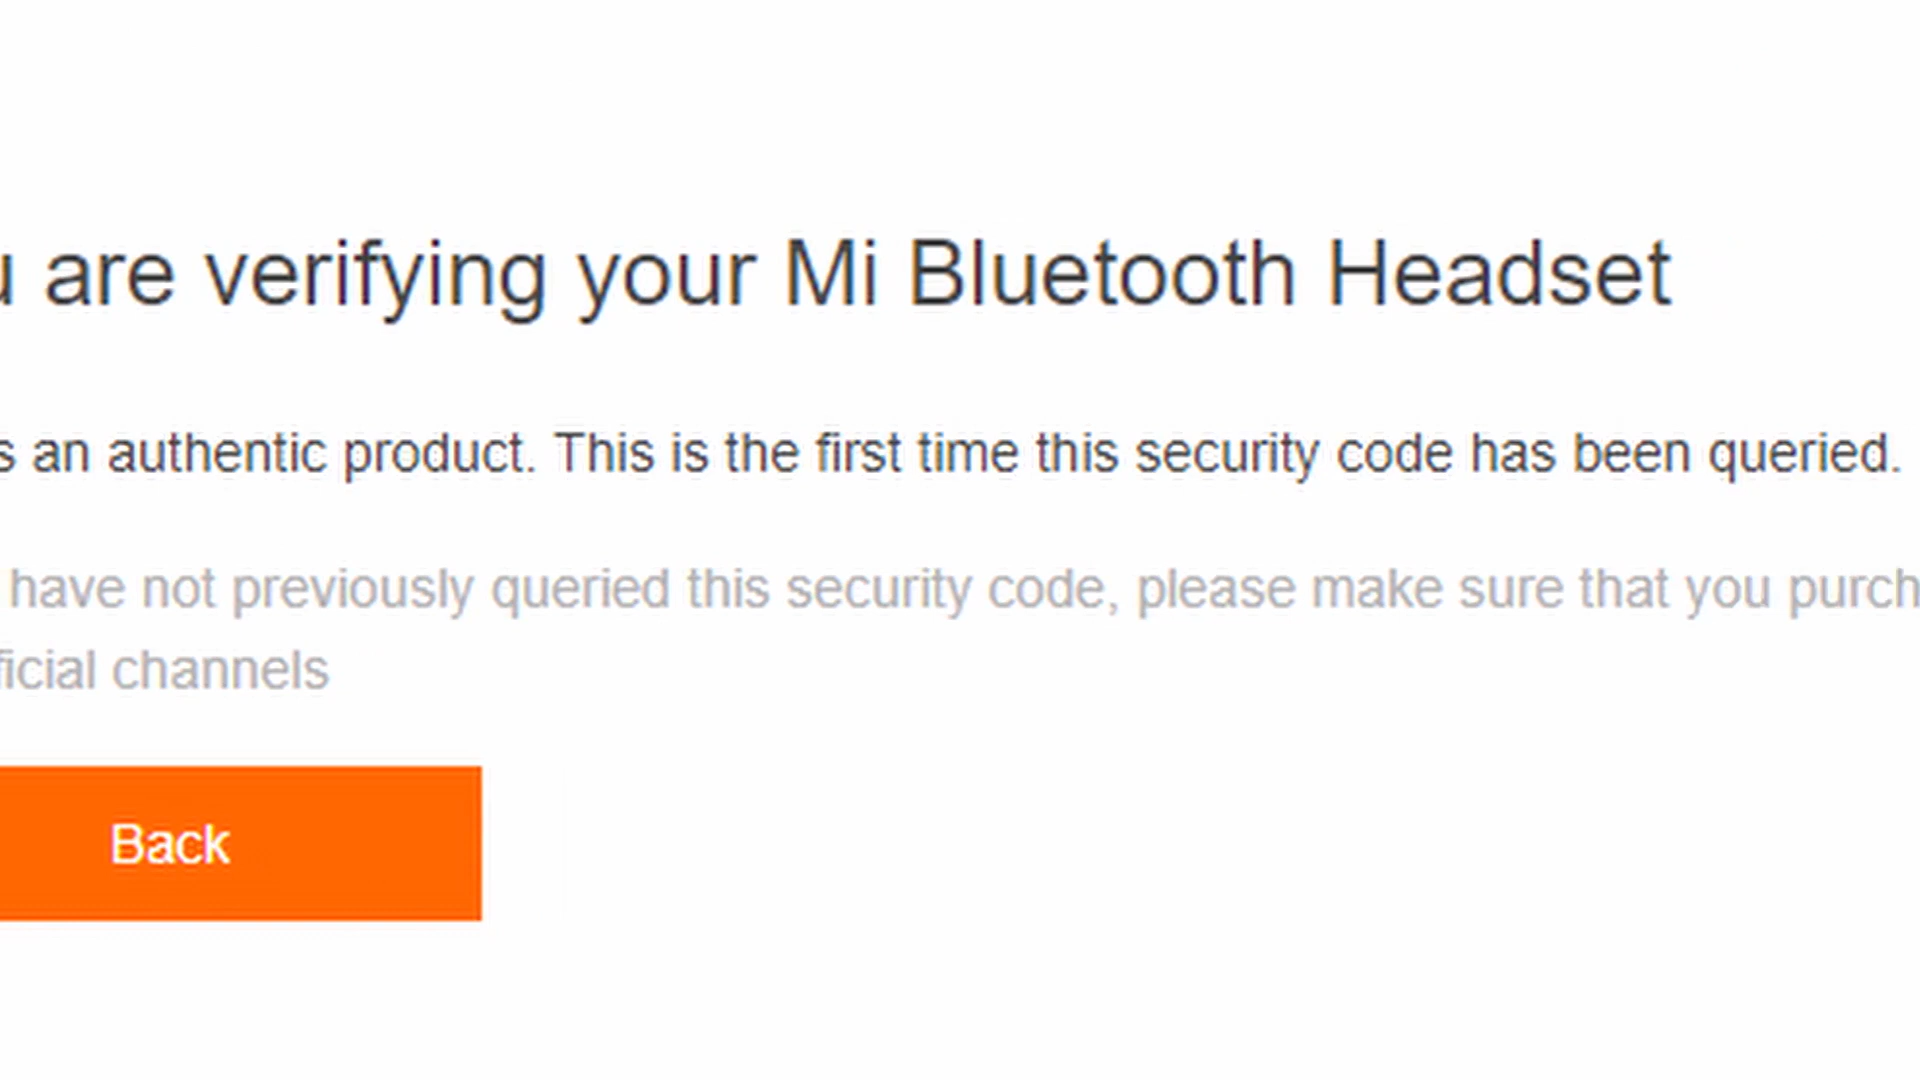 u are verifying your Mi Bluetooth Headset
s an authentic product. This is the first time this security code has been queried.
have not previously queried this security code, please make sure that you purch
ficial channels
Back